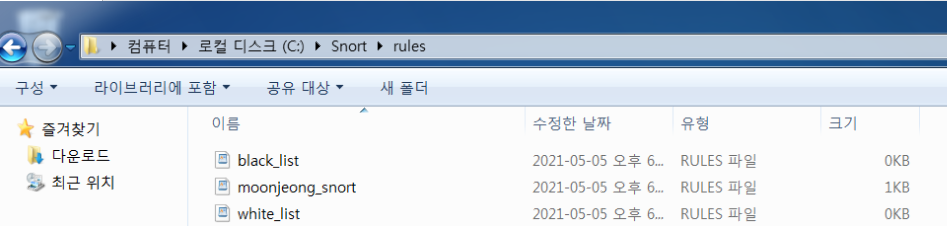 컴퓨터 ▸ 로컬 디스크 (C:) ▸ Snort ▸ rules
구성 라이브러리에 포함 공유 대상 새 폴더
즐겨찾기
다운로드
최근 위치
이름 수정한 날짜 유형 크기
black_list 2021-05-05 오후 6... RULES 파일 0KB
moonjeong_snort 2021-05-05 오후 6... RULES 파일 1KB
white_list 2021-05-05 오후 6... RULES 파일 0KB